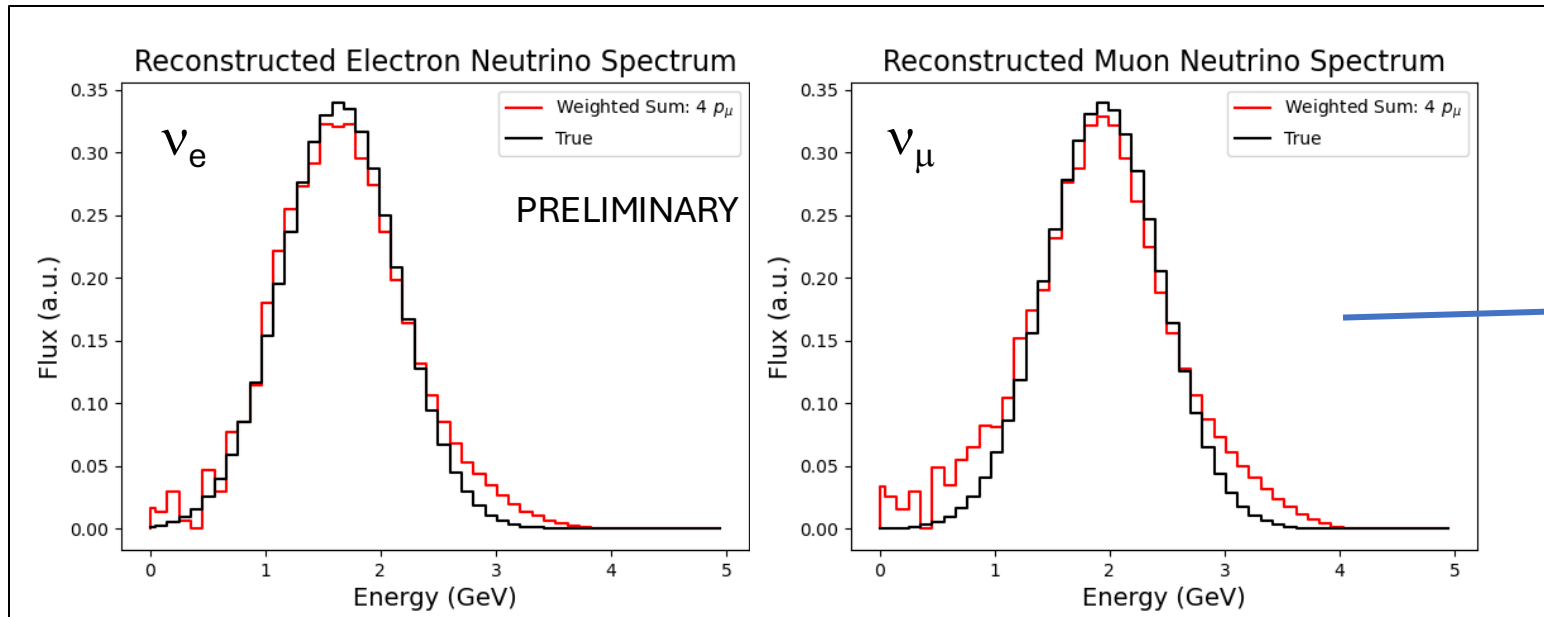 Reconstructed Electron Neutrino Spectrum
0.35
0.30
0.25
0.20
0.15
0.10
0.05
0.00
Flux (a.u.)
Weighted Sum: 4 pμ
True
νe
PRELIMINARY
0 1 2 3 4 5
Energy (GeV)
Reconstructed Muon Neutrino Spectrum
0.35
0.30
0.25
0.20
0.15
0.10
0.05
0.00
Flux (a.u.)
Weighted Sum: 4 pμ
True
νμ
0 1 2 3 4 5
Energy (GeV)